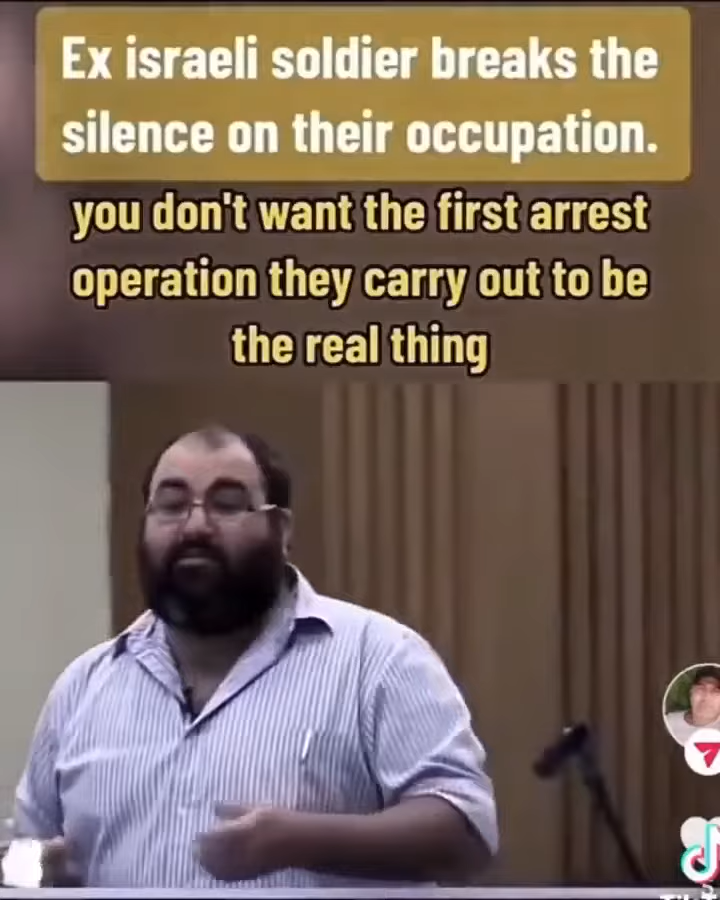 Ex israeli soldier breaks the
silence on their occupation.
you don't want the first arrest
operation they carry out to be
the real thing